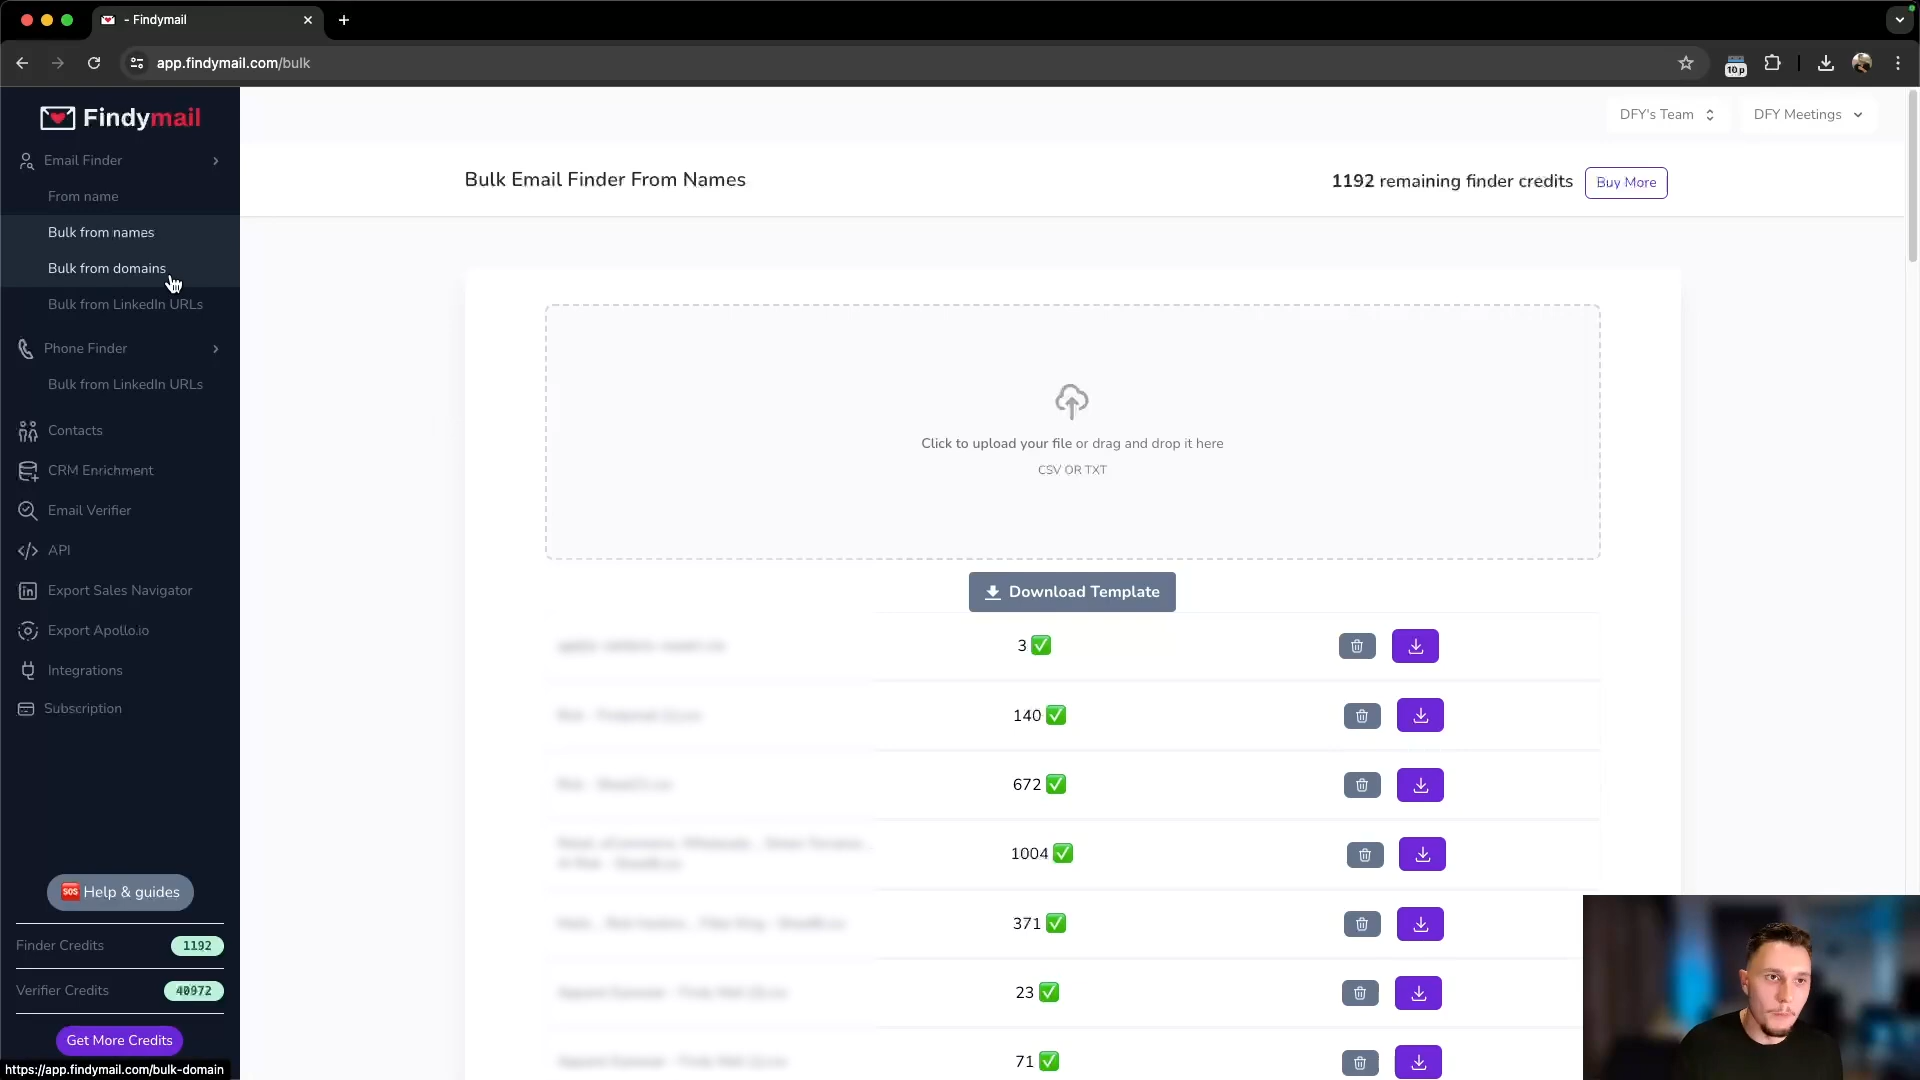 - Findymail
app.findymail.com/bulk
10 p
Findymail
Email Finder
From name
Bulk from names
Bulk from domains
Bulk from LinkedIn URLs
Phone Finder
Bulk from LinkedIn URLs
Contacts
CRM Enrichment
Email Verifier
API
Export Sales Navigator
Export Apollo.io
Integrations
Subscription
SOS Help & guides
Finder Credits 1192
Verifier Credits 40972
Get More Credits
https://app.findymail.com/bulk-domain
DFY's Team
DFY Meetings
Bulk Email Finder From Names
1192 remaining finder credits
Buy More
Click to upload your file or drag and drop it here
CSV OR TXT
Download Template
3
140
672
1004
371
23
71